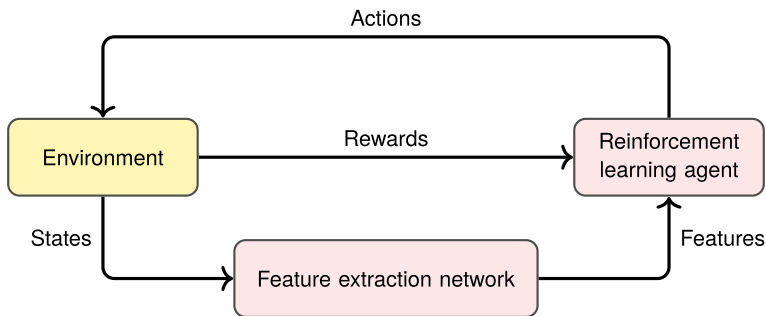 Actions
Environment
Rewards
Reinforcement
learning agent
States
Features
Feature extraction network